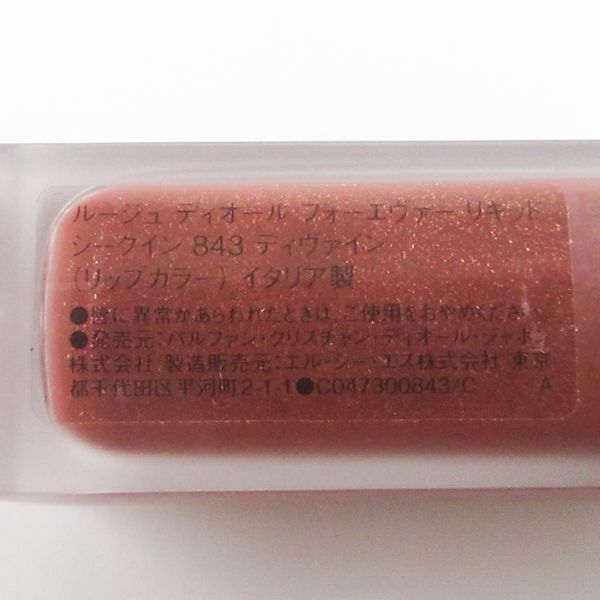 ルージュ ディオール フォーエヴァー リキッド
シークイン 843 ディヴァイン
(リップカラー) イタリア製
●唇に異常があらわれたときは、ご使用をおやめください。
●発売元:パルファン・クリスチャン・ディオール・ジャポン
株式会社 製造販売元:エル・シー・エス株式会社 東京
都千代田区平河町2-1-1●C047300843/C A